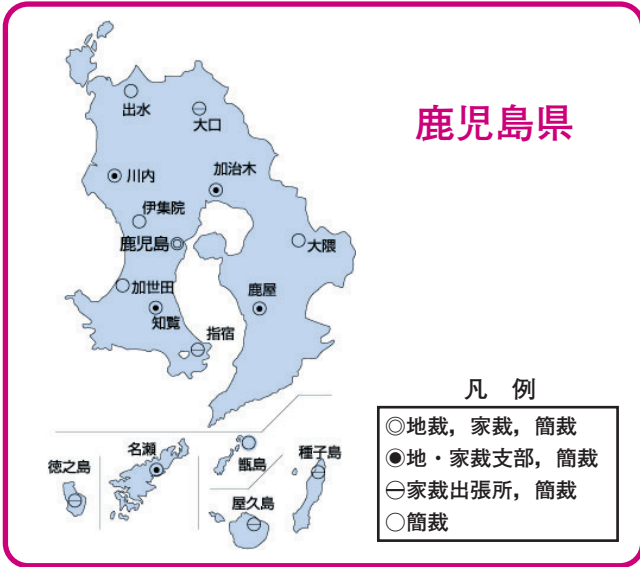 鹿児島県
出水
大口
川内
加治木
伊集院
鹿児島
大隅
加世田
鹿屋
知覧
指宿
名瀬
甑島
種子島
徳之島
屋久島
凡 例
◎地裁，家裁，簡裁
◉地・家裁支部，簡裁
⊖家裁出張所，簡裁
○簡裁